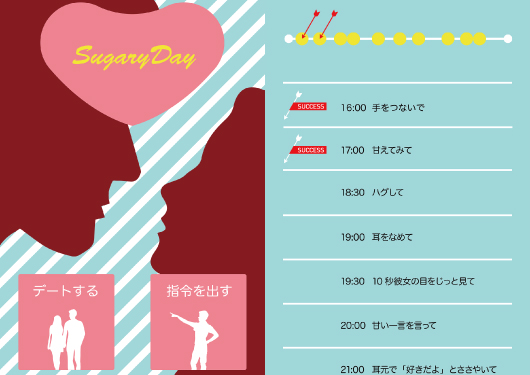 SugaryDay
デートする
指令を出す
SUCCESS 16:00 手をつないで
SUCCESS 17:00 甘えてみて
18:30 ハグして
19:00 耳をなめて
19:30 10秒彼女の目をじっと見て
20:00 甘い一言を言って
21:00 耳元で「好きだよ」とささやいて